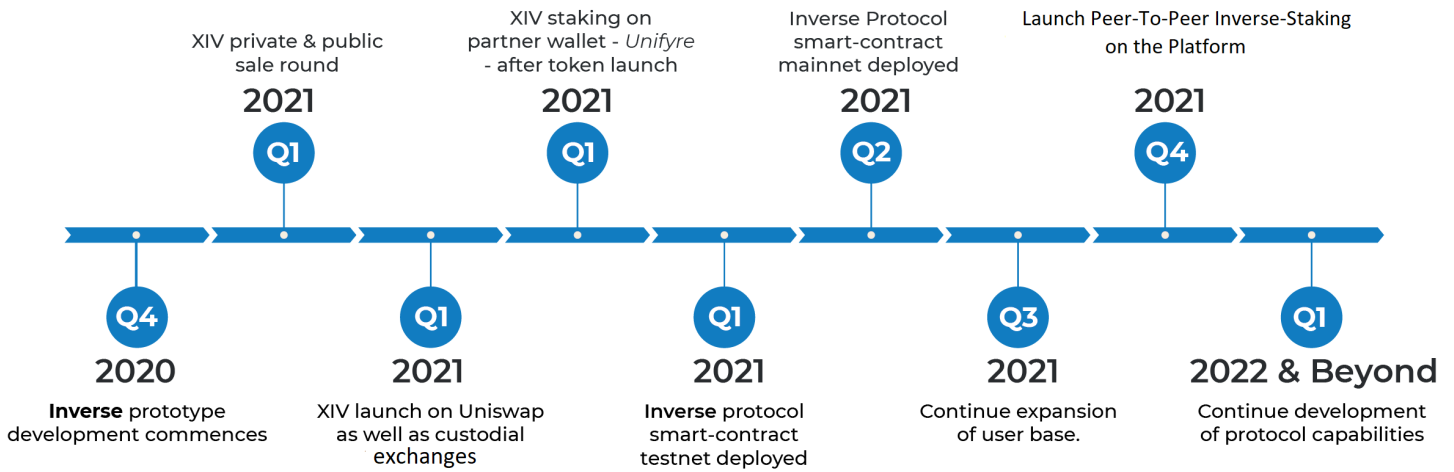 XIV private & public
sale round
2021
Q1
XIV staking on
partner wallet - Unifyre
- after token launch
2021
Q1
Inverse Protocol
smart-contract
mainnet deployed
2021
Q2
Launch Peer-To-Peer Inverse-Staking
on the Platform
2021
Q4
Q4
2020
Inverse prototype
development commences
Q1
2021
XIV launch on Uniswap
as well as custodial
exchanges
Q1
2021
Inverse protocol
smart-contract
testnet deployed
Q3
2021
Continue expansion
of user base.
Q1
2022 & Beyond
Continue development
of protocol capabilities